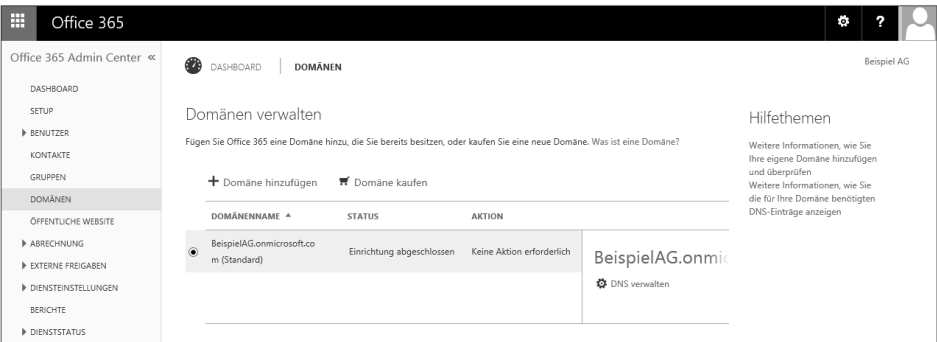 Office 365
?
Office 365 Admin Center «
DASHBOARD
SETUP
BENUTZER
KONTAKTE
GRUPPEN
DOMÄNEN
ÖFFENTLICHE WEBSITE
ABRECHNUNG
EXTERNE FREIGABEN
DIENSTEINSTELLUNGEN
BERICHTE
DIENSTSTATUS
DASHBOARD | DOMÄNEN
Beispiel AG
Domänen verwalten
Fügen Sie Office 365 eine Domäne hinzu, die Sie bereits besitzen, oder kaufen Sie eine neue Domäne. Was ist eine Domäne?
+ Domäne hinzufügen Domäne kaufen
DOMÄNENNAME STATUS AKTION
BeispielAG.onmicrosoft.co
m (Standard)
Einrichtung abgeschlossen Keine Aktion erforderlich
BeispielAG.onmic
DNS verwalten
Hilfethemen
Weitere Informationen, wie Sie
Ihre eigene Domäne hinzufügen
und überprüfen
Weitere Informationen, wie Sie
die für Ihre Domäne benötigten
DNS-Einträge anzeigen